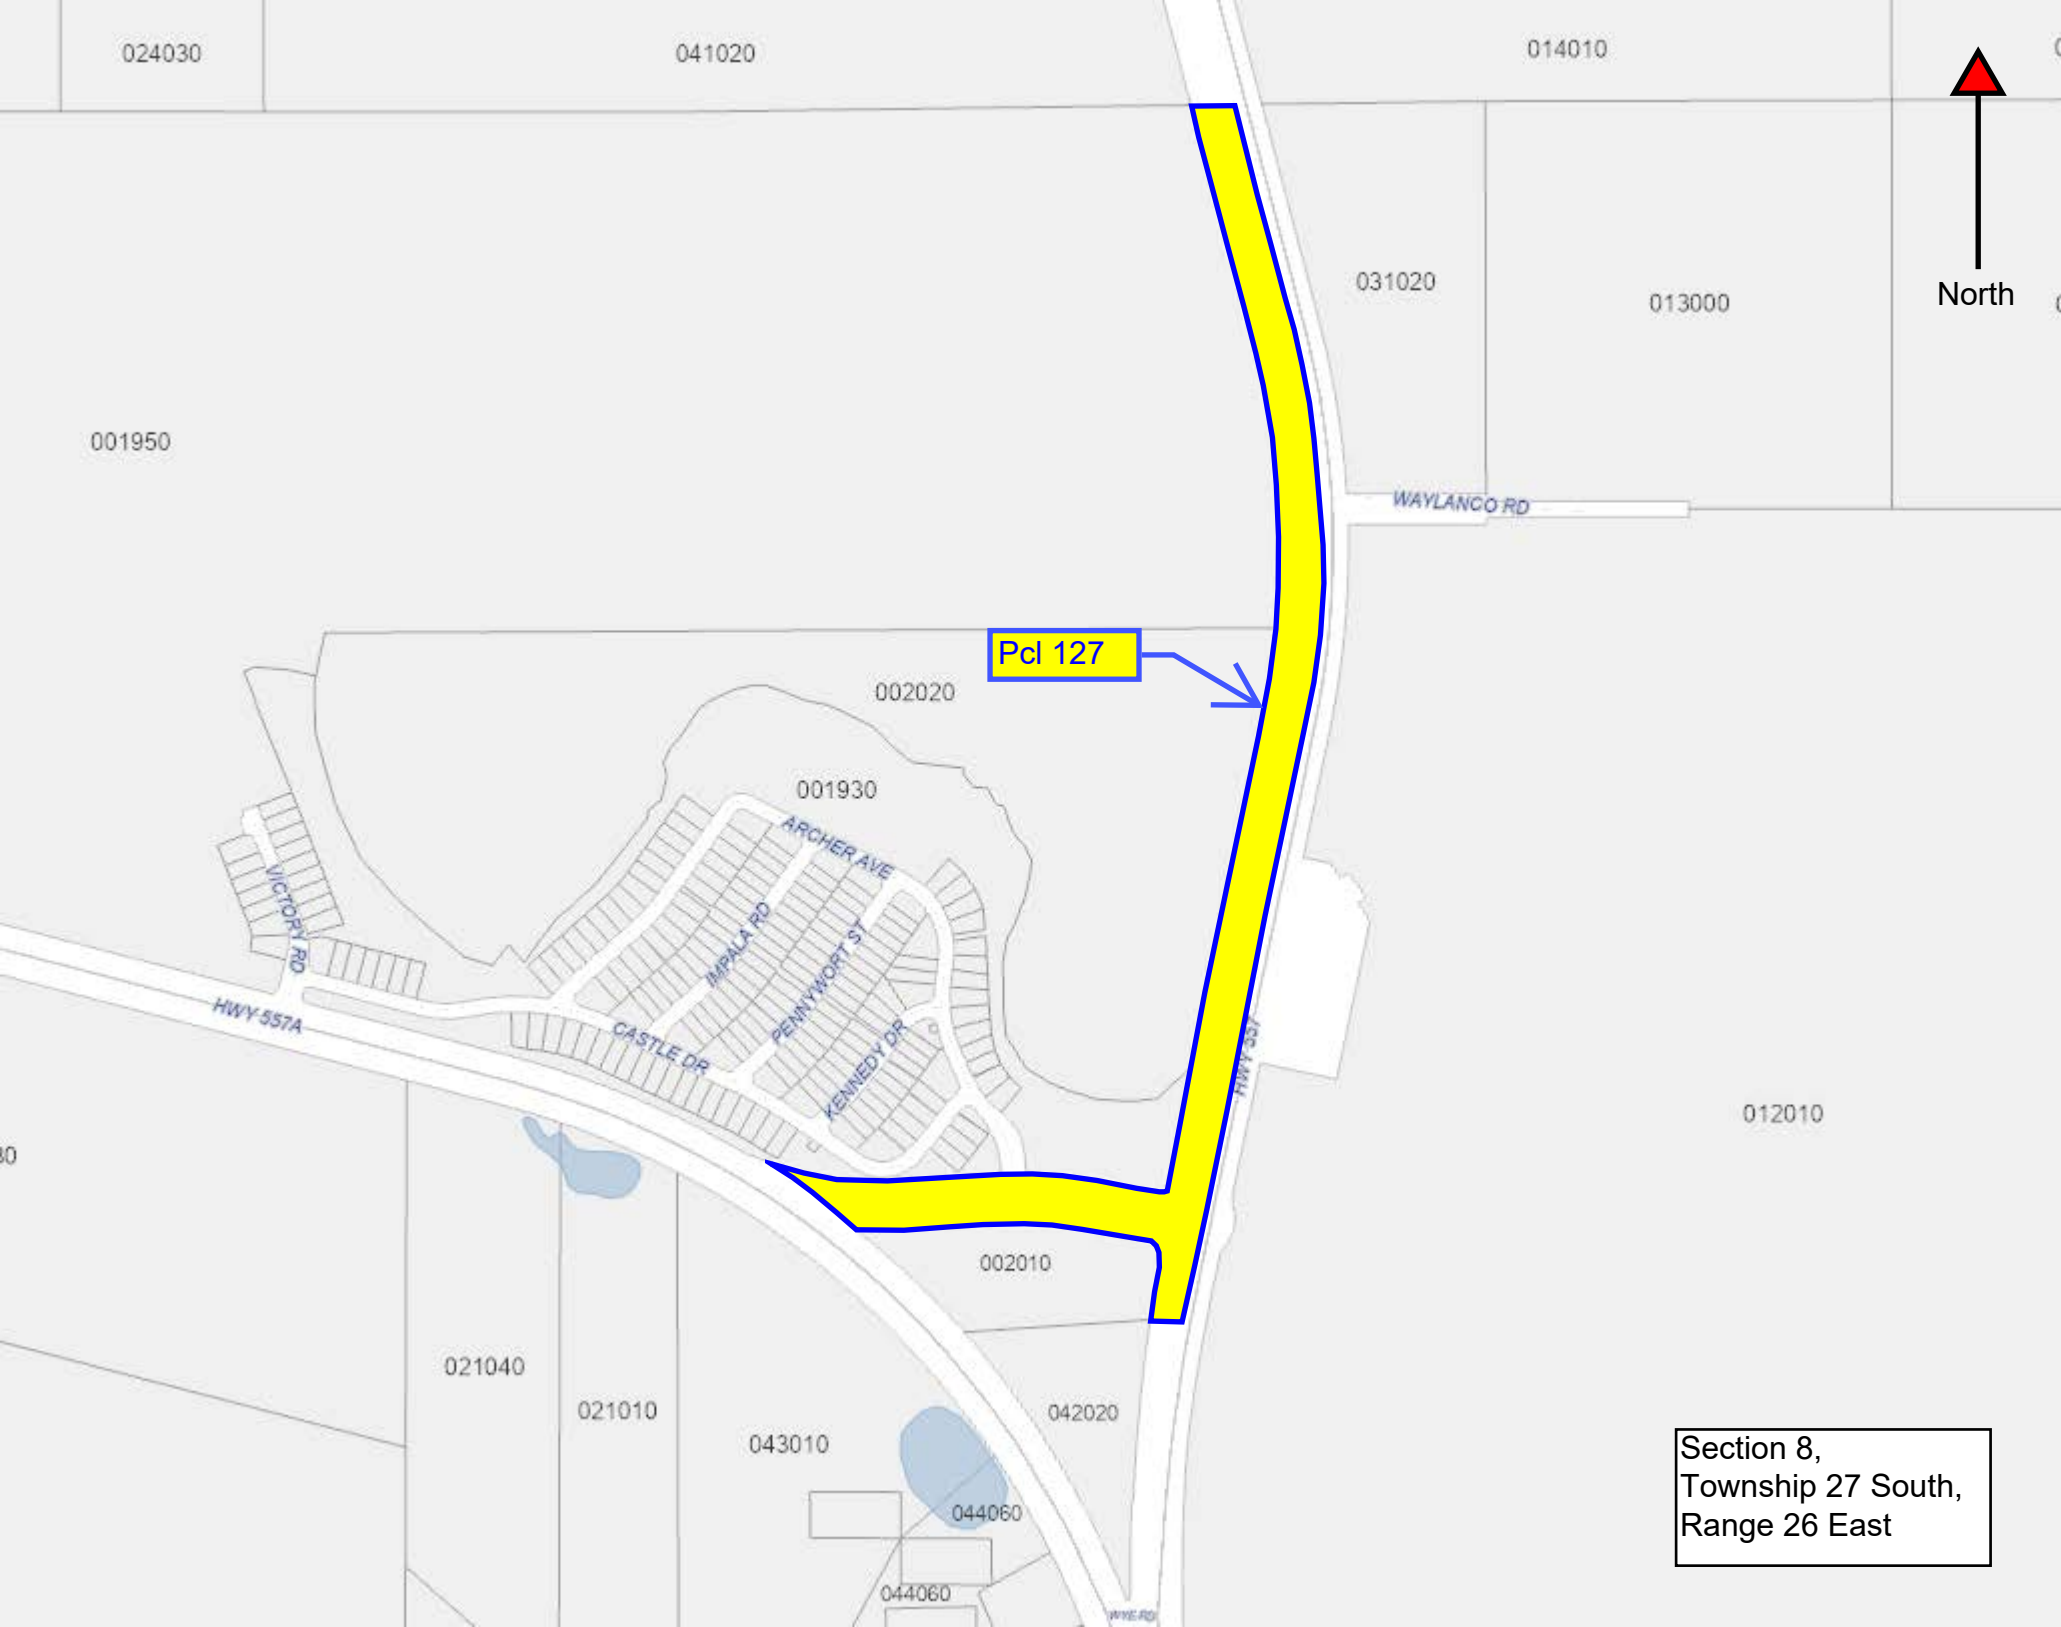 024030
041020
014010
031020
013000
North
001950
WAYLANCO RD
Pcl 127
002020
001930
ARCHER AVE
VICTORY RD
IMPALA RD
PENNYWORT ST
HWY 557A
CASTLE DR
KENNEDY DR
HWY 557
012010
002010
021040
021010
042020
043010
044060
044060
WYE RD
Section 8,
Township 27 South,
Range 26 East